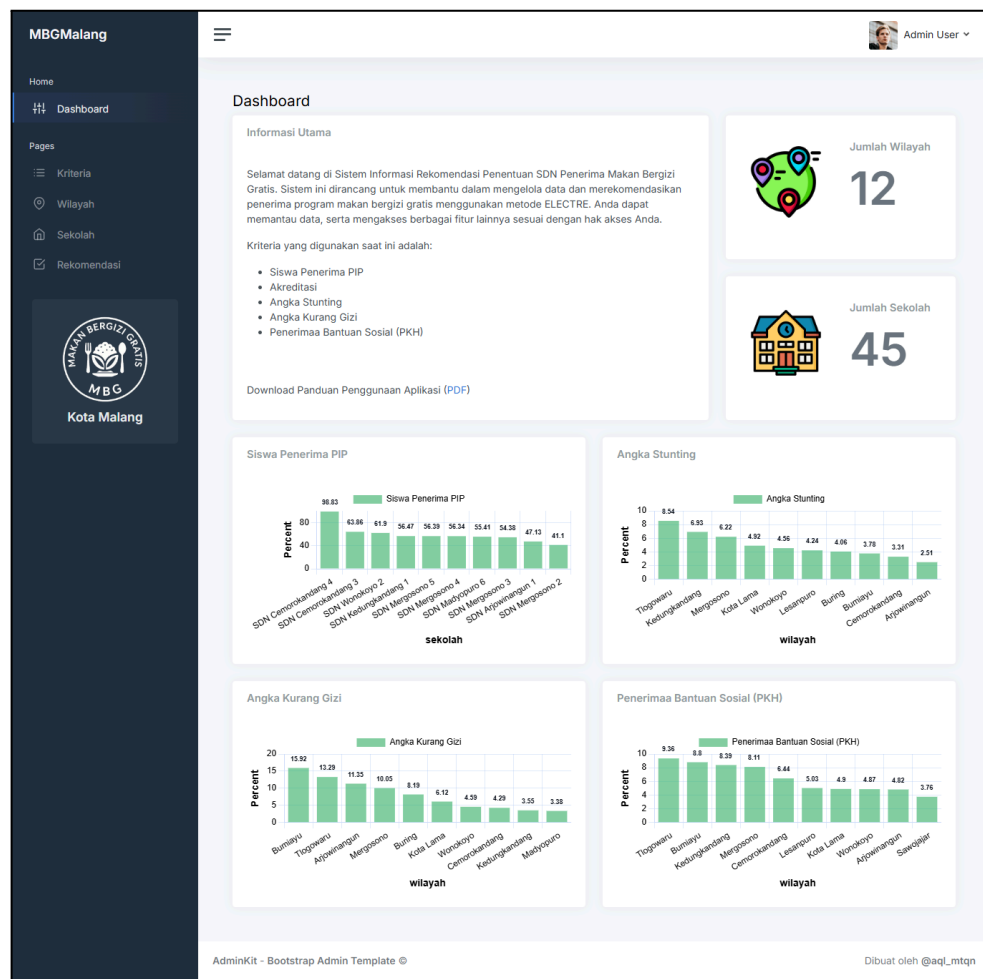 MBGMalang
Admin User
Home
Dashboard
Pages
Kriteria
Wilayah
Sekolah
Rekomendasi
MAKAN BERGIZI GRATIS
MBG
Kota Malang
Dashboard
Informasi Utama
Selamat datang di Sistem Informasi Rekomendasi Penentuan SDN Penerima Makan Bergizi
Gratis. Sistem ini dirancang untuk membantu dalam mengelola data dan merekomendasikan
penerima program makan bergizi gratis menggunakan metode ELECTRE. Anda dapat
memantau data, serta mengakses berbagai fitur lainnya sesuai dengan hak akses Anda.
Kriteria yang digunakan saat ini adalah:
• Siswa Penerima PIP
• Akreditasi
• Angka Stunting
• Angka Kurang Gizi
• Penerimaa Bantuan Sosial (PKH)
Download Panduan Penggunaan Aplikasi (PDF)
Jumlah Wilayah
12
Jumlah Sekolah
45
Siswa Penerima PIP
Siswa Penerima PIP
98.83 63.86 61.9 56.47 56.39 56.34 55.41 54.38 47.13 41.1
Percent
80
40
0
SDN Cemorokandang 4
SDN Cemorokandang 3
SDN Wonokoyo 2
SDN Kedungkandang 1
SDN Mergosono 5
SDN Mergosono 4
SDN Madyopuro 6
SDN Mergosono 3
SDN Arjowinangun 1
SDN Mergosono 2
sekolah
Angka Stunting
Angka Stunting
8.54 6.93 6.22 4.92 4.56 4.24 4.06 3.78 3.31 2.51
Percent
10
8
6
4
2
0
Tlogowaru
Kedungkandang
Mergosono
Kota Lama
Wonokoyo
Lesanpuro
Buring
Bumiayu
Cemorokandang
Arjowinangun
wilayah
Angka Kurang Gizi
Angka Kurang Gizi
15.92 13.29 11.35 10.05 8.19 6.12 4.59 4.29 3.55 3.38
Percent
20
15
10
5
0
Bumiayu
Tlogowaru
Arjowinangun
Mergosono
Buring
Kota Lama
Wonokoyo
Cemorokandang
Kedungkandang
Madyopuro
wilayah
Penerimaa Bantuan Sosial (PKH)
Penerimaa Bantuan Sosial (PKH)
9.36 8.8 8.39 8.11 6.44 5.03 4.9 4.87 4.82 3.76
Percent
10
8
6
4
2
0
Tlogowaru
Bumiayu
Kedungkandang
Mergosono
Cemorokandang
Lesanpuro
Kota Lama
Wonokoyo
Arjowinangun
Sawojajar
wilayah
AdminKit - Bootstrap Admin Template ©
Dibuat oleh @aql_mtqn